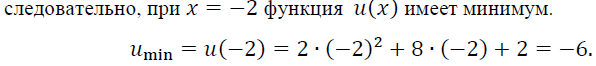 следовательно, при x = −2 функция u(x) имеет минимум.
u_min = u(−2) = 2 · (−2)² + 8 · (−2) + 2 = −6.